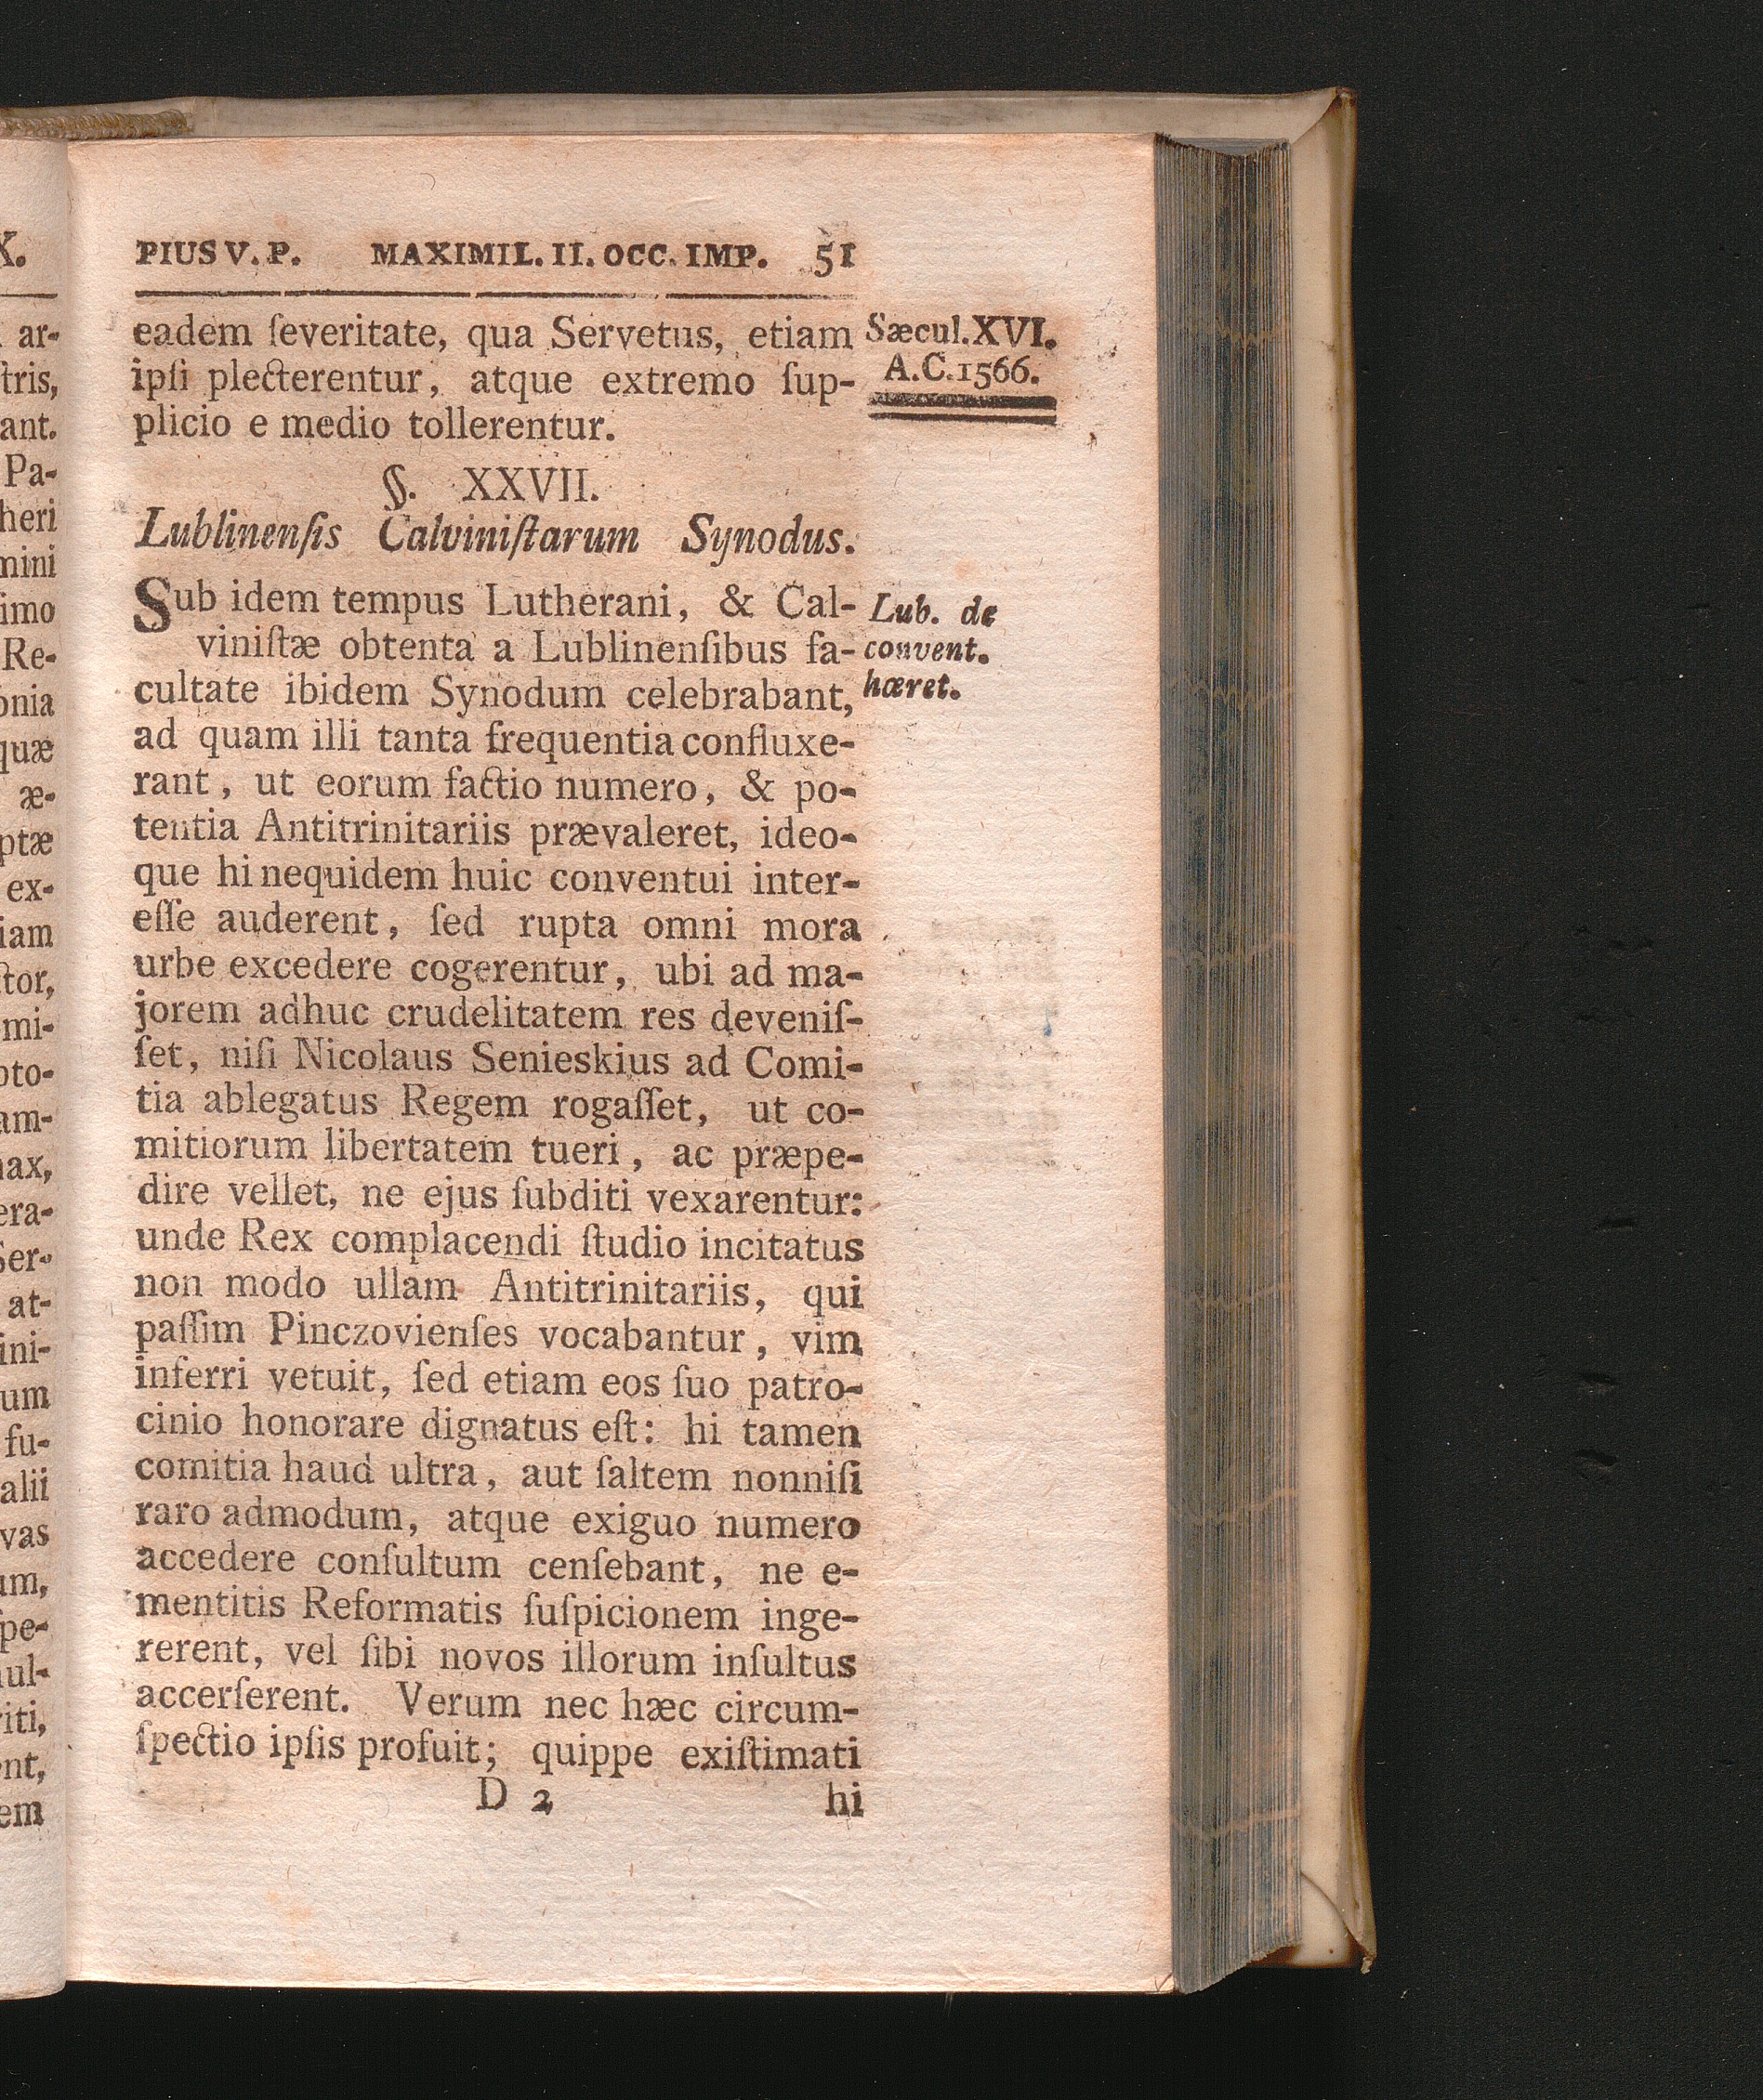 PIUS V. P. MAXIMIL. II. OCC. IMP. 51
eadem ſeveritate, qua Servetus, etiam
ipſi plecterentur, atque extremo ſup-
plicio e medio tollerentur.
Sæcul. XVI.
A.C. 1566.
§. XXVII.
Lublinenſis Calviniſtarum Synodus.
Sub idem tempus Lutherani, & Cal-
viniſtæ obtenta a Lublinenſibus fa-
cultate ibidem Synodum celebrabant,
ad quam illi tanta frequentia confluxe-
rant, ut eorum factio numero, & po-
tentia Antitrinitariis prævaleret, ideo-
que hi nequidem huic conventui inter-
eſſe auderent, ſed rupta omni mora
urbe excedere cogerentur, ubi ad ma-
jorem adhuc crudelitatem res deveniſ-
ſet, niſi Nicolaus Senieskius ad Comi-
tia ablegatus Regem rogaſſet, ut co-
mitiorum libertatem tueri, ac præpe-
dire vellet, ne ejus ſubditi vexarentur:
unde Rex complacendi ſtudio incitatus
non modo ullam Antitrinitariis, qui
paſſim Pinczovienſes vocabantur, vim
inferri vetuit, ſed etiam eos ſuo patro-
cinio honorare dignatus eſt: hi tamen
comitia haud ultra, aut ſaltem nonniſi
raro admodum, atque exiguo numero
accedere conſultum cenſebant, ne e-
mentitis Reformatis ſuſpicionem inge-
rerent, vel ſibi novos illorum inſultus
accerſerent. Verum nec hæc circum-
ſpectio ipſis profuit; quippe exiſtimati
D 2 hi
Lub. de
convent.
hæret.